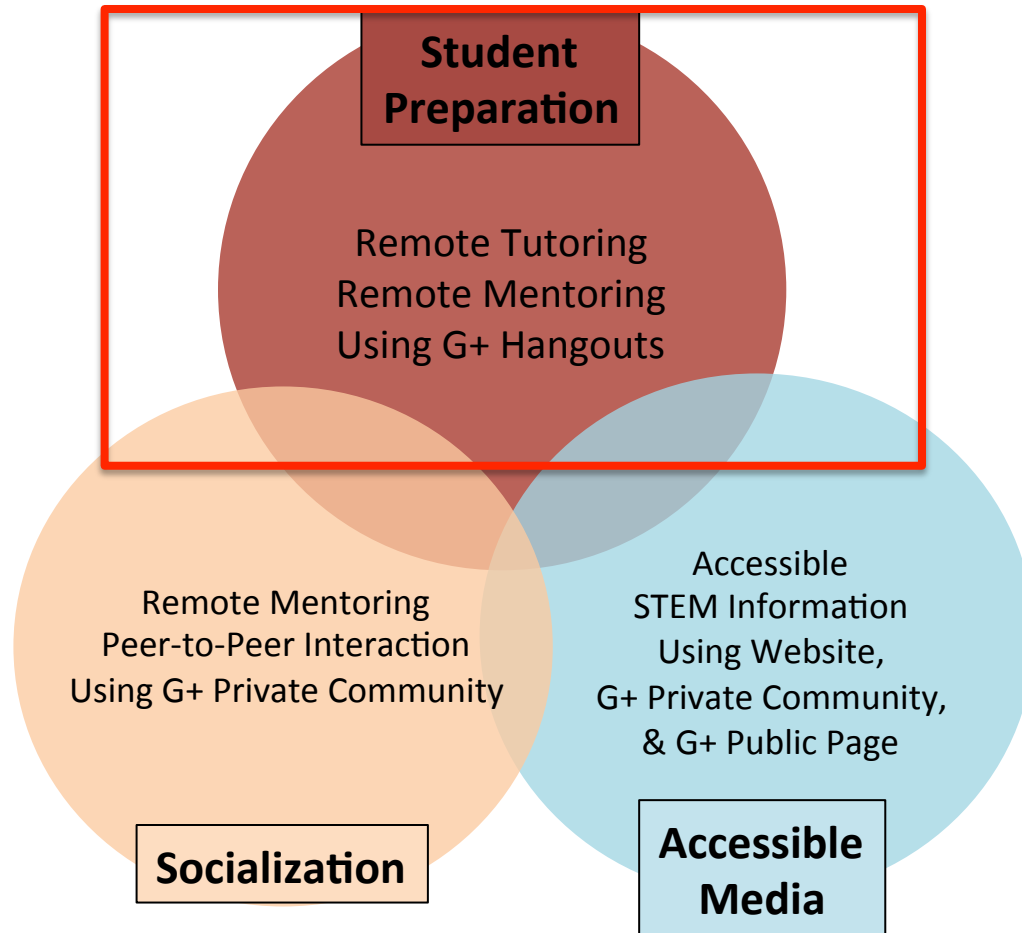 Student
Preparation
Remote Tutoring
Remote Mentoring
Using G+ Hangouts
Remote Mentoring
Peer-to-Peer Interaction
Using G+ Private Community
Socialization
Accessible
STEM Information
Using Website,
G+ Private Community,
& G+ Public Page
Accessible
Media